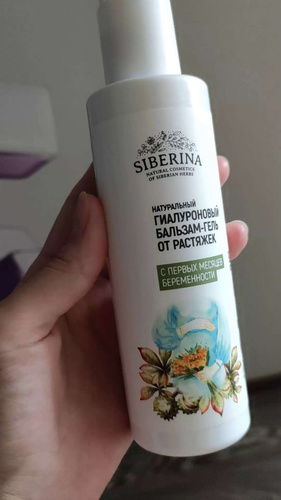 SIBERINA
NATURAL COSMETICS
OF SIBERIAN HERBS
НАТУРАЛЬНЫЙ
ГИАЛУРОНОВЫЙ
БАЛЬЗАМ-ГЕЛЬ
ОТ РАСТЯЖЕК
С ПЕРВЫХ МЕСЯЦЕВ
БЕРЕМЕННОСТИ